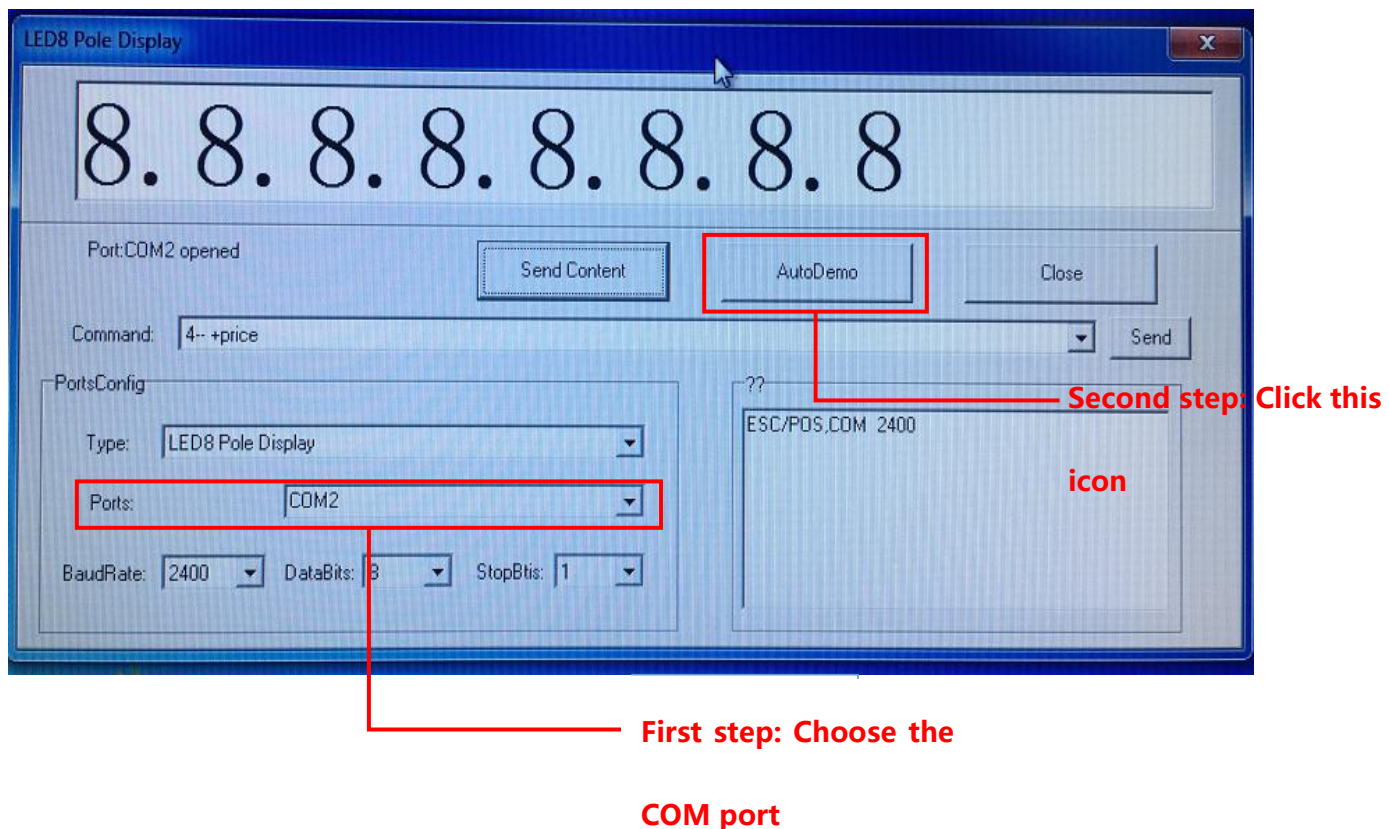 LED8 Pole Display
8. 8. 8. 8. 8. 8. 8. 8
Port:COM2 opened
Send Content
AutoDemo
Close
Command:
4-- +price
Send
PortsConfig
??
Second step: Click this
icon
ESC/POS,COM 2400
Type:
LED8 Pole Display
Ports:
COM2
BaudRate:
2400
DataBits:
StopBtis:
1
First step: Choose the
COM port